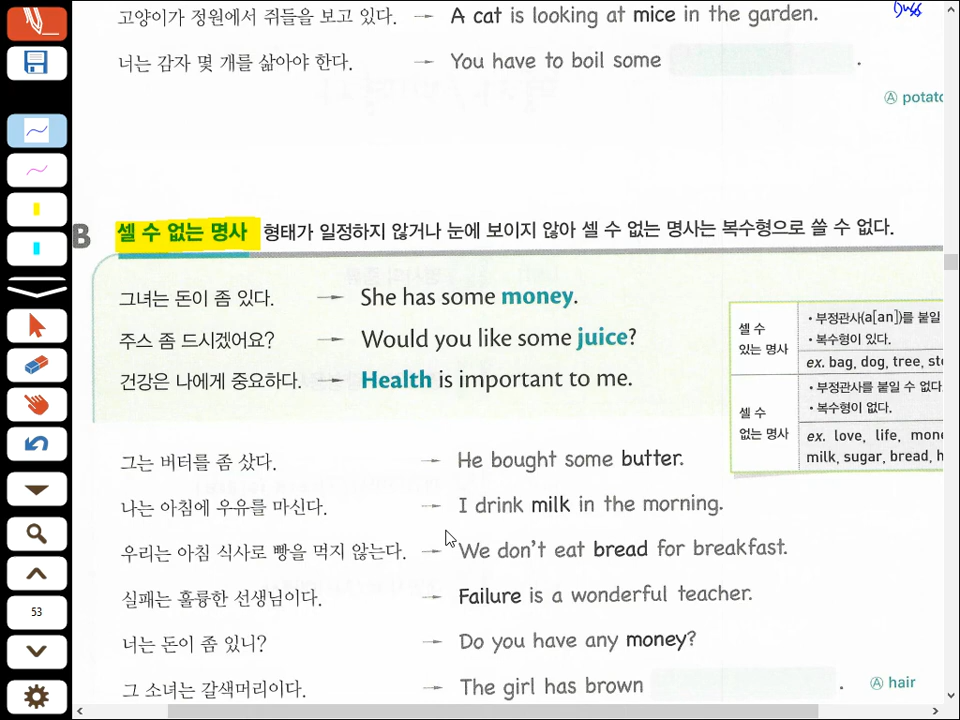 고양이가 정원에서 쥐들을 보고 있다. → A cat is looking at mice in the garden.
너는 감자 몇 개를 삶아야 한다. → You have to boil some .
Ⓐ potato
B 셀 수 없는 명사 형태가 일정하지 않거나 눈에 보이지 않아 셀 수 없는 명사는 복수형으로 쓸 수 없다.
그녀는 돈이 좀 있다. → She has some money.
주스 좀 드시겠어요? → Would you like some juice?
건강은 나에게 중요하다. → Health is important to me.
셀 수
있는 명사
• 부정관사(a[an])를 붙일
• 복수형이 있다.
ex. bag, dog, tree,
셀 수
없는 명사
• 부정관사를 붙일 수 없다
• 복수형이 없다.
ex. love, life,
milk, sugar, bread,
그는 버터를 좀 샀다. → He bought some butter.
나는 아침에 우유를 마신다. → I drink milk in the morning.
우리는 아침 식사로 빵을 먹지 않는다. → We don't eat bread for breakfast.
실패는 훌륭한 선생님이다. → Failure is a wonderful teacher.
너는 돈이 좀 있니? → Do you have any money?
그 소녀는 갈색머리이다. → The girl has brown . Ⓐ hair
53